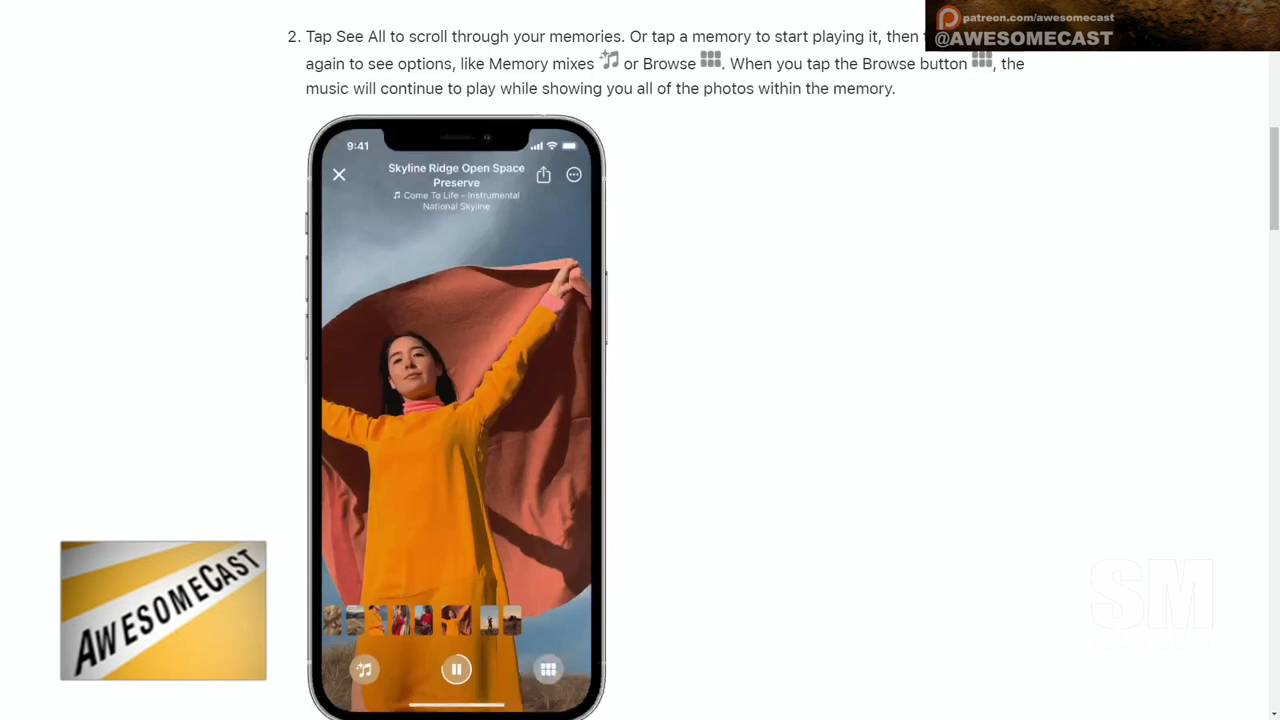 patreon.com/awesomecast
@AWESOMECAST
2. Tap See All to scroll through your memories. Or tap a memory to start playing it, then
again to see options, like Memory mixes or Browse . When you tap the Browse button , the
music will continue to play while showing you all of the photos within the memory.
9:41
Skyline Ridge Open Space
Preserve
Come To Life – Instrumental
National Skyline
AWESOMECAST
SM